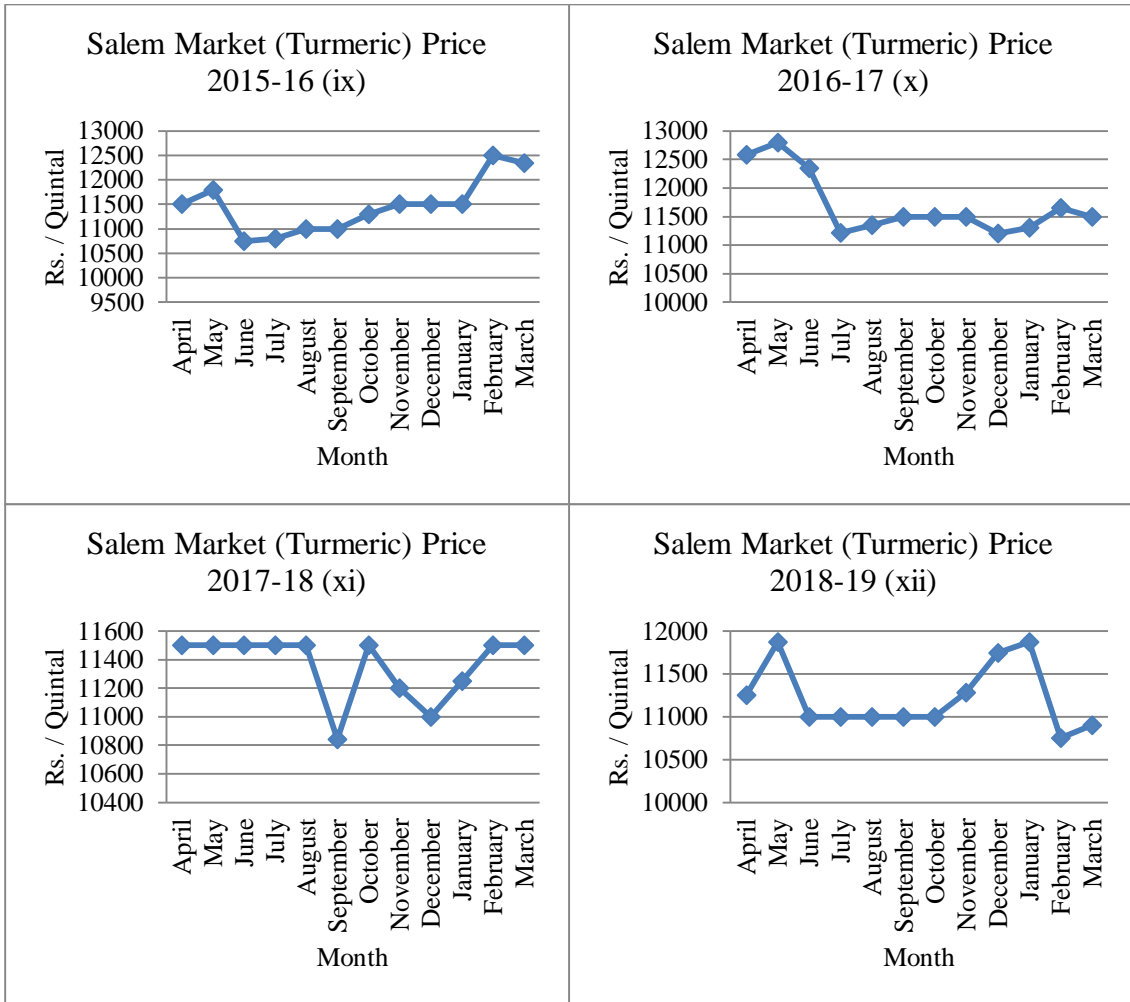 Salem Market (Turmeric) Price
2015-16 (ix)
Rs. / Quintal
13000
12500
12000
11500
11000
10500
10000
9500
April
May
June
July
August
September
October
November
December
January
February
March
Month
Salem Market (Turmeric) Price
2016-17 (x)
Rs. / Quintal
13000
12500
12000
11500
11000
10500
10000
April
May
June
July
August
September
October
November
December
January
February
March
Month
Salem Market (Turmeric) Price
2017-18 (xi)
Rs. / Quintal
11600
11400
11200
11000
10800
10600
10400
April
May
June
July
August
September
October
November
December
January
February
March
Month
Salem Market (Turmeric) Price
2018-19 (xii)
Rs. / Quintal
12000
11500
11000
10500
10000
April
May
June
July
August
September
October
November
December
January
February
March
Month